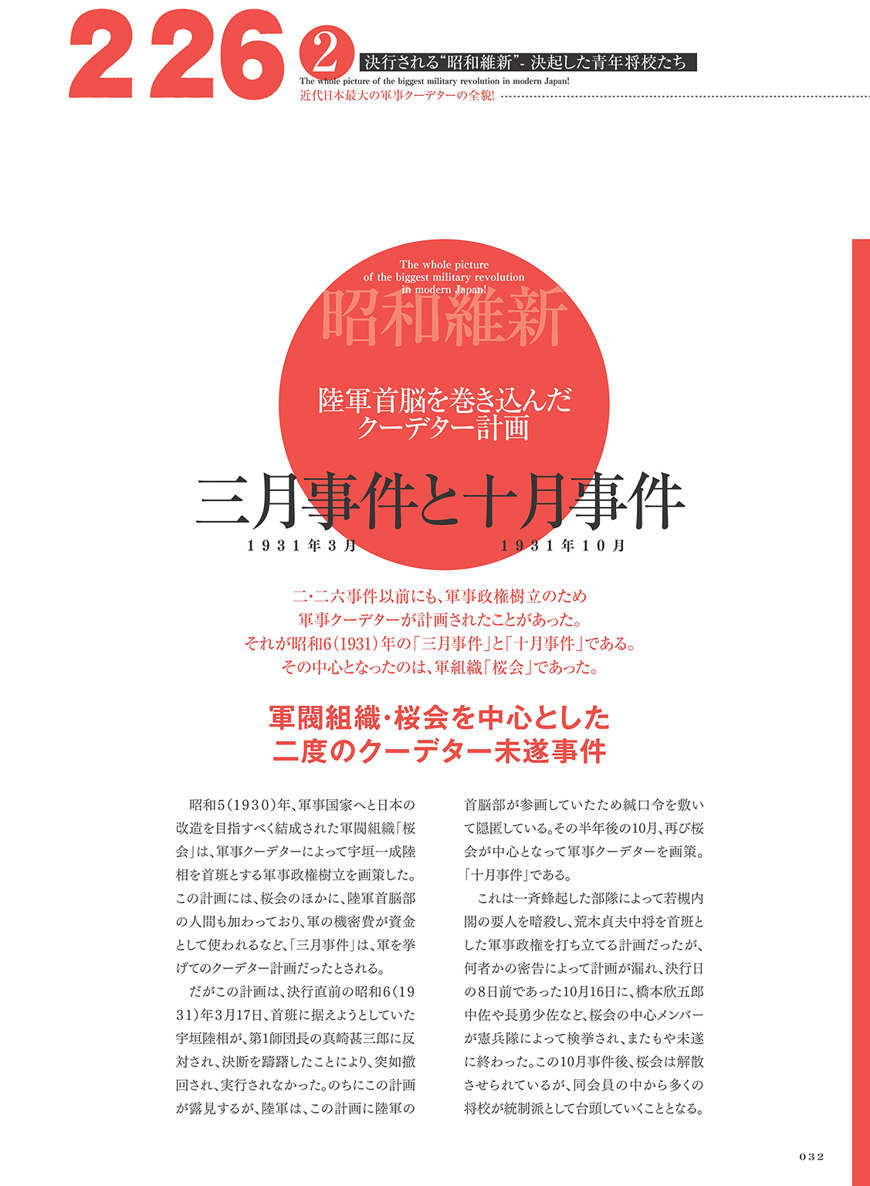 226
2
決行される“昭和維新”- 決起した青年将校たち
The whole picture of the biggest military revolution in modern Japan!
近代日本最大の軍事クーデターの全貌!
The whole picture
of the biggest military revolution
in modern Japan!
昭和維新
陸軍首脳を巻き込んだ
クーデター計画
三月事件と十月事件
1931年3月
1931年10月
二・二六事件以前にも、軍事政権樹立のため
軍事クーデターが計画されたことがあった。
それが昭和6(1931)年の「三月事件」と「十月事件」である。
その中心となったのは、軍組織「桜会」であった。
軍閥組織・桜会を中心とした
二度のクーデター未遂事件
昭和5(1930)年、軍事国家へと日本の
改造を目指すべく結成された軍閥組織「桜
会」は、軍事クーデターによって宇垣一成陸
相を首班とする軍事政権樹立を画策した。
この計画には、桜会のほかに、陸軍首脳部
の人間も加わっており、軍の機密費が資金
として使われるなど、「三月事件」は、軍を挙
げてのクーデター計画だったとされる。
だがこの計画は、決行直前の昭和6(19
31)年3月17日、首班に据えようとしていた
宇垣陸相が、第1師団長の真崎甚三郎に反
対され、決断を躊躇したことにより、突如撤
回され、実行されなかった。のちにこの計画
が露見するが、陸軍は、この計画に陸軍の
首脳部が参画していたため緘口令を敷い
て隠匿している。その半年後の10月、再び桜
会が中心となって軍事クーデターを画策。
「十月事件」である。
これは一斉蜂起した部隊によって若槻内
閣の要人を暗殺し、荒木貞夫中将を首班と
した軍事政権を打ち立てる計画だったが、
何者かの密告によって計画が漏れ、決行日
の8日前であった10月16日に、橋本欣五郎
中佐や長勇少佐など、桜会の中心メンバー
が憲兵隊によって検挙され、またもや未遂
に終わった。この10月事件後、桜会は解散
させられているが、同会員の中から多くの
将校が統制派として台頭していくこととなる。
032